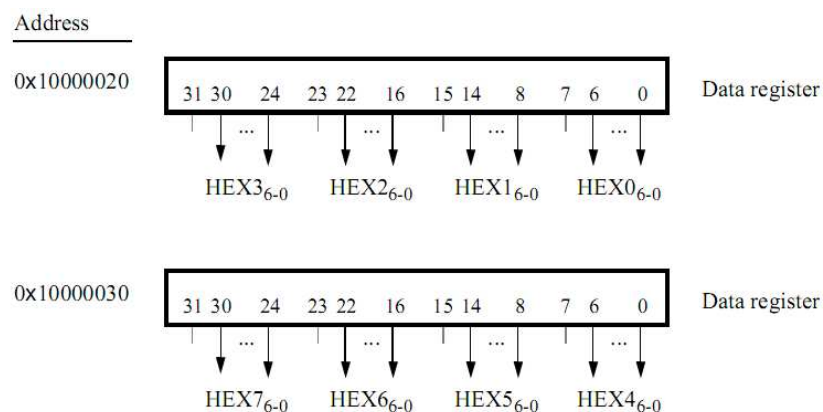 Address
0x10000020
31 30 24 23 22 16 15 14 8 7 6 0
Data register
... ... ... ...
HEX36-0 HEX26-0 HEX16-0 HEX06-0
0x10000030
31 30 24 23 22 16 15 14 8 7 6 0
Data register
... ... ... ...
HEX76-0 HEX66-0 HEX56-0 HEX46-0